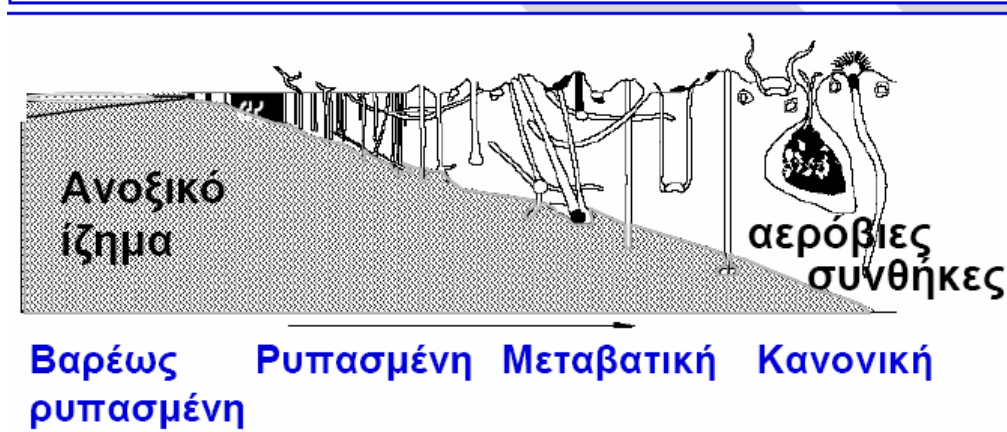 Ανοξικό
ίζημα
αερόβιες
συνθήκες
Βαρέως
ρυπασμένη
Ρυπασμένη
Μεταβατική
Κανονική